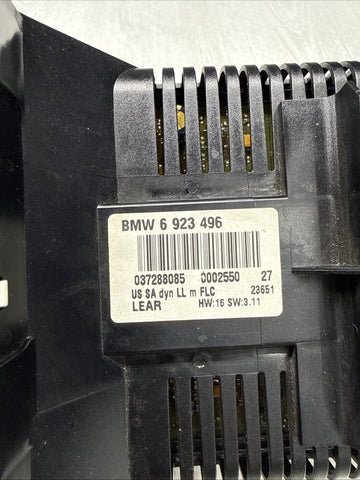 BMW 6 923 496
037288085 0002550 27
US SA dyn LL m FLC 23651
LEAR HW:16 SW:3.11